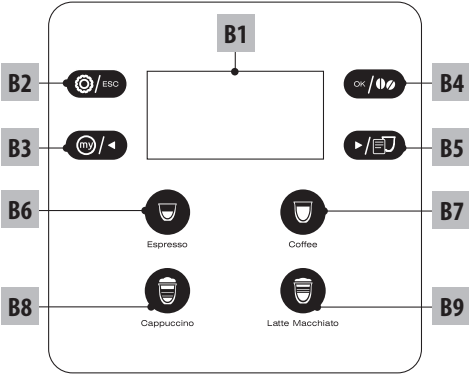 B1
B2
/ ESC
OK /
B4
B3
my /
/
B5
B6
B7
Espresso
Coffee
B8
B9
Cappuccino
Latte Macchiato